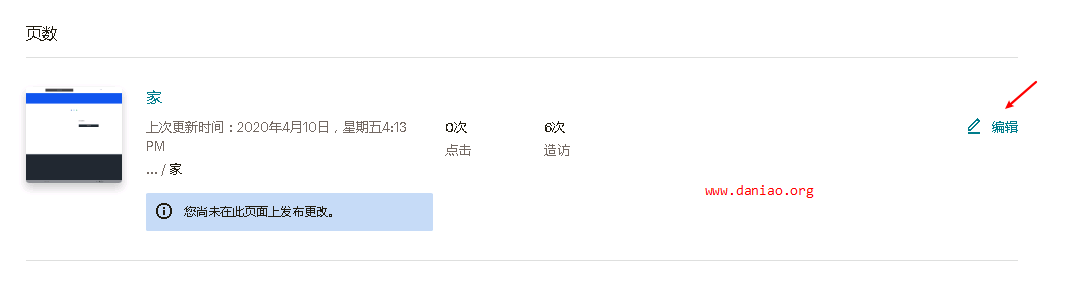 页数
家
上次更新时间：2020年4月10日，星期五4:13
PM
... / 家
0次
点击
6次
造访
编辑
www.daniao.org
您尚未在此页面上发布更改。